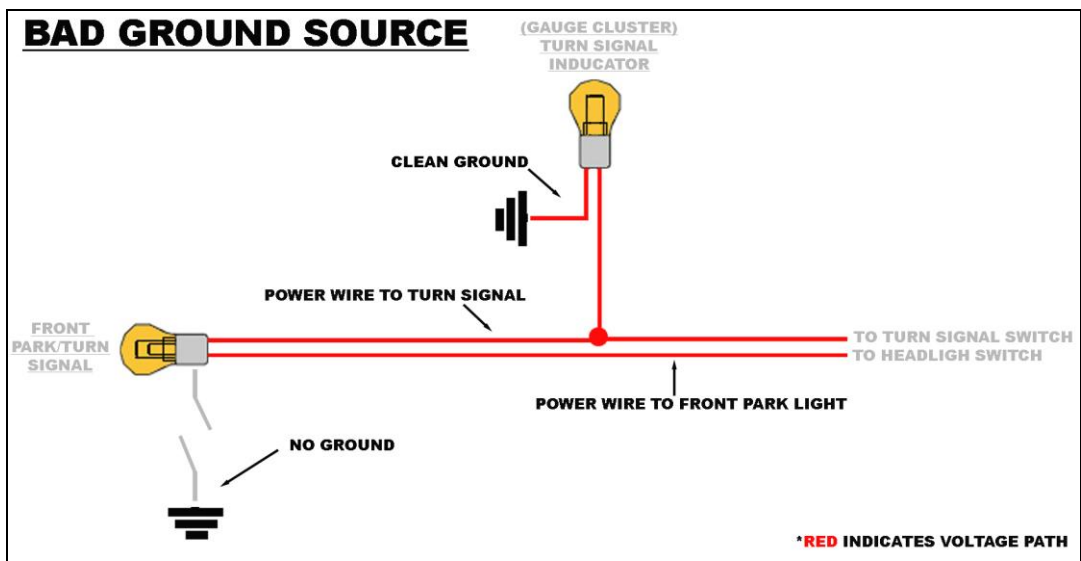 BAD GROUND SOURCE
(GAUGE CLUSTER)
TURN SIGNAL
INDUCATOR
CLEAN GROUND
POWER WIRE TO TURN SIGNAL
FRONT
PARK/TURN
SIGNAL
TO TURN SIGNAL SWITCH
TO HEADLIGH SWITCH
POWER WIRE TO FRONT PARK LIGHT
NO GROUND
*RED INDICATES VOLTAGE PATH